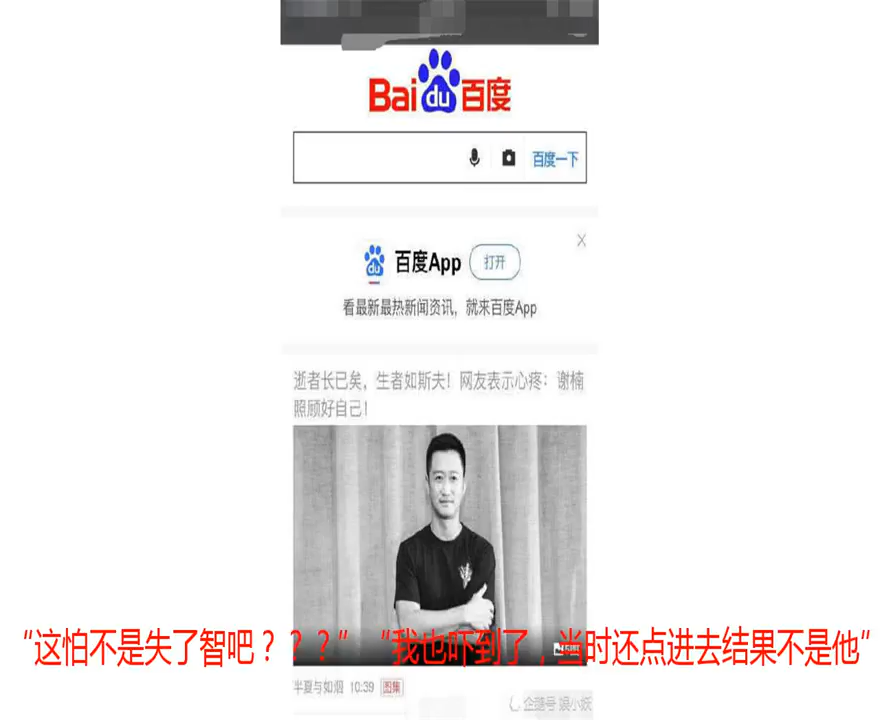 Bai du 百度
百度一下
du 百度App 打开
看最新最热新闻资讯，就来百度App
逝者长已矣，生者如斯夫！网友表示心疼：谢楠
照顾好自己！
“这怕不是失了智吧？？？” “我也吓到了，当时还点进去结果不是他”
半夏与如烟 10:39 图集
企鹅号 娱小妖